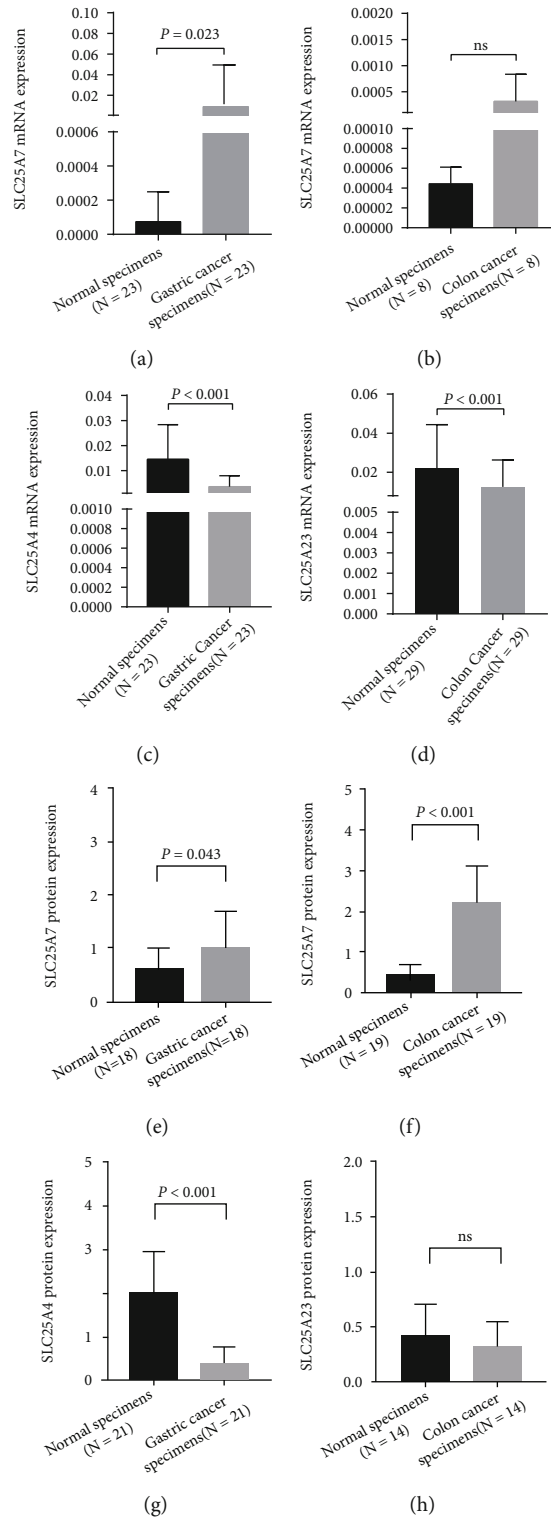 SLC25A7 mRNA expression
0.10
0.08
0.06
0.04
0.02
0.0006
0.0004
0.0002
0.0000
P = 0.023
Normal specimens
(N = 23)
Gastric cancer
specimens(N = 23)
(a)
SLC25A7 mRNA expression
0.0020
0.0015
0.0010
0.0005
0.00010
0.00008
0.00006
0.00004
0.00002
0.00000
ns
Normal specimens
(N = 8)
Colon cancer
specimens(N = 8)
(b)
SLC25A4 mRNA expression
0.04
0.03
0.02
0.01
0.0010
0.0008
0.0006
0.0004
0.0002
0.0000
P < 0.001
Normal specimens
(N = 23)
Gastric Cancer
specimens(N = 23)
(c)
SLC25A23 mRNA expression
0.06
0.04
0.02
0.005
0.004
0.003
0.002
0.001
0.000
P < 0.001
Normal specimens
(N = 29)
Colon Cancer
specimens(N = 29)
(d)
SLC25A7 protein expression
4
3
2
1
0
P = 0.043
Normal specimens
(N=18)
Gastric cancer
specimens(N=18)
(e)
SLC25A7 protein expression
5
4
3
2
1
0
P < 0.001
Normal specimens
(N = 19)
Colon cancer
specimens(N = 19)
(f)
SLC25A4 protein expression
5
4
3
1
0
P < 0.001
Normal specimens
(N = 21)
Gastric cancer
specimens(N = 21)
(g)
SLC25A23 protein expression
2.0
1.5
1.0
0.5
0.0
ns
Normal specimens
(N = 14)
Colon cancer
specimens(N = 14)
(h)